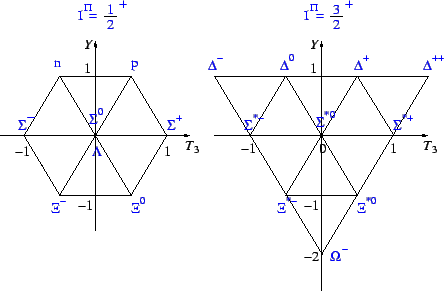 I^Π = 1/2 ^+
I^Π = 3/2 ^+
Y
Y
n p
1
Δ^- Δ^0 1 Δ^+ Δ^++
Σ^- Σ^0 Σ^+
Σ^*- Σ^*0 Σ^*+
-1 Λ 1 T_3
-1 0 1 T_3
Ξ^- -1 Ξ^0
Ξ^*- -1 Ξ^*0
-2 Ω^-